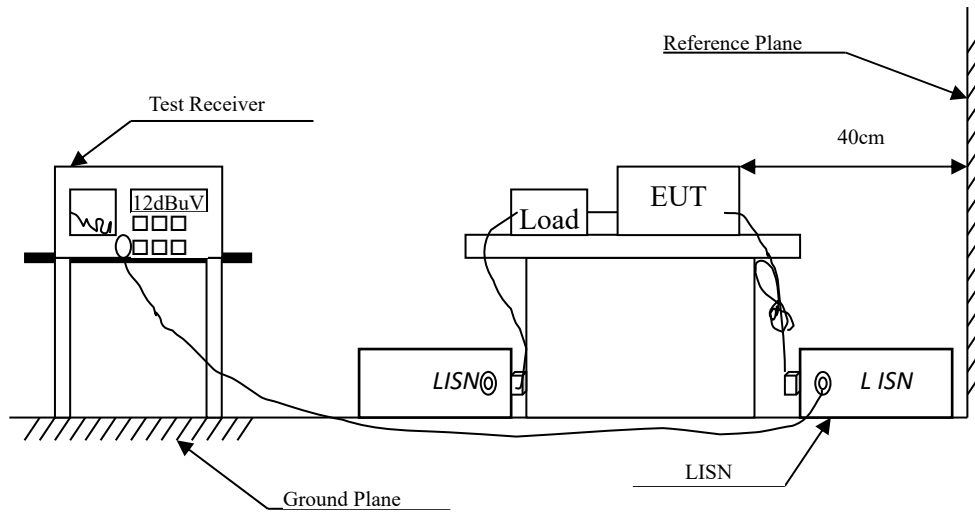 Reference Plane
Test Receiver
40cm
12dBuV
EUT
Load
LISN
L ISN
LISN
Ground Plane